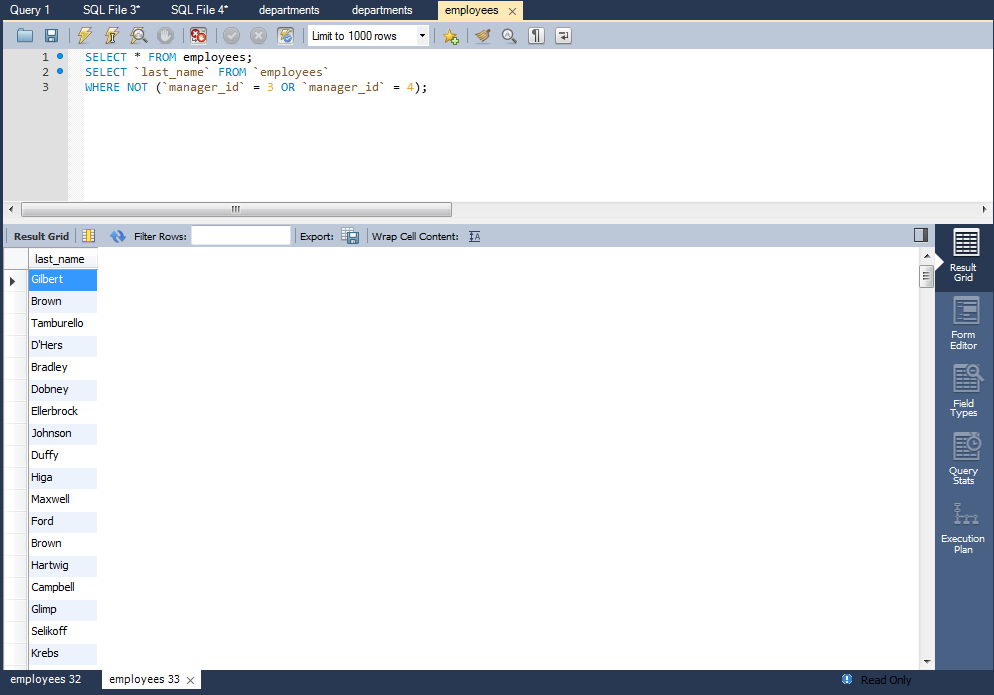 Query 1 SQL File 3* SQL File 4* departments departments employees
Limit to 1000 rows
1 SELECT * FROM employees;
2 SELECT `last_name` FROM `employees`
3 WHERE NOT (`manager_id` = 3 OR `manager_id` = 4);
Result Grid Filter Rows: Export: Wrap Cell Content: IA
last_name
Gilbert
Brown
Tamburello
D'Hers
Bradley
Dobney
Ellerbrock
Johnson
Duffy
Higa
Maxwell
Ford
Brown
Hartwig
Campbell
Glimp
Selikoff
Krebs
Result
Grid
Form
Editor
Field
Types
Query
Stats
Execution
Plan
employees 32 employees 33 Read Only